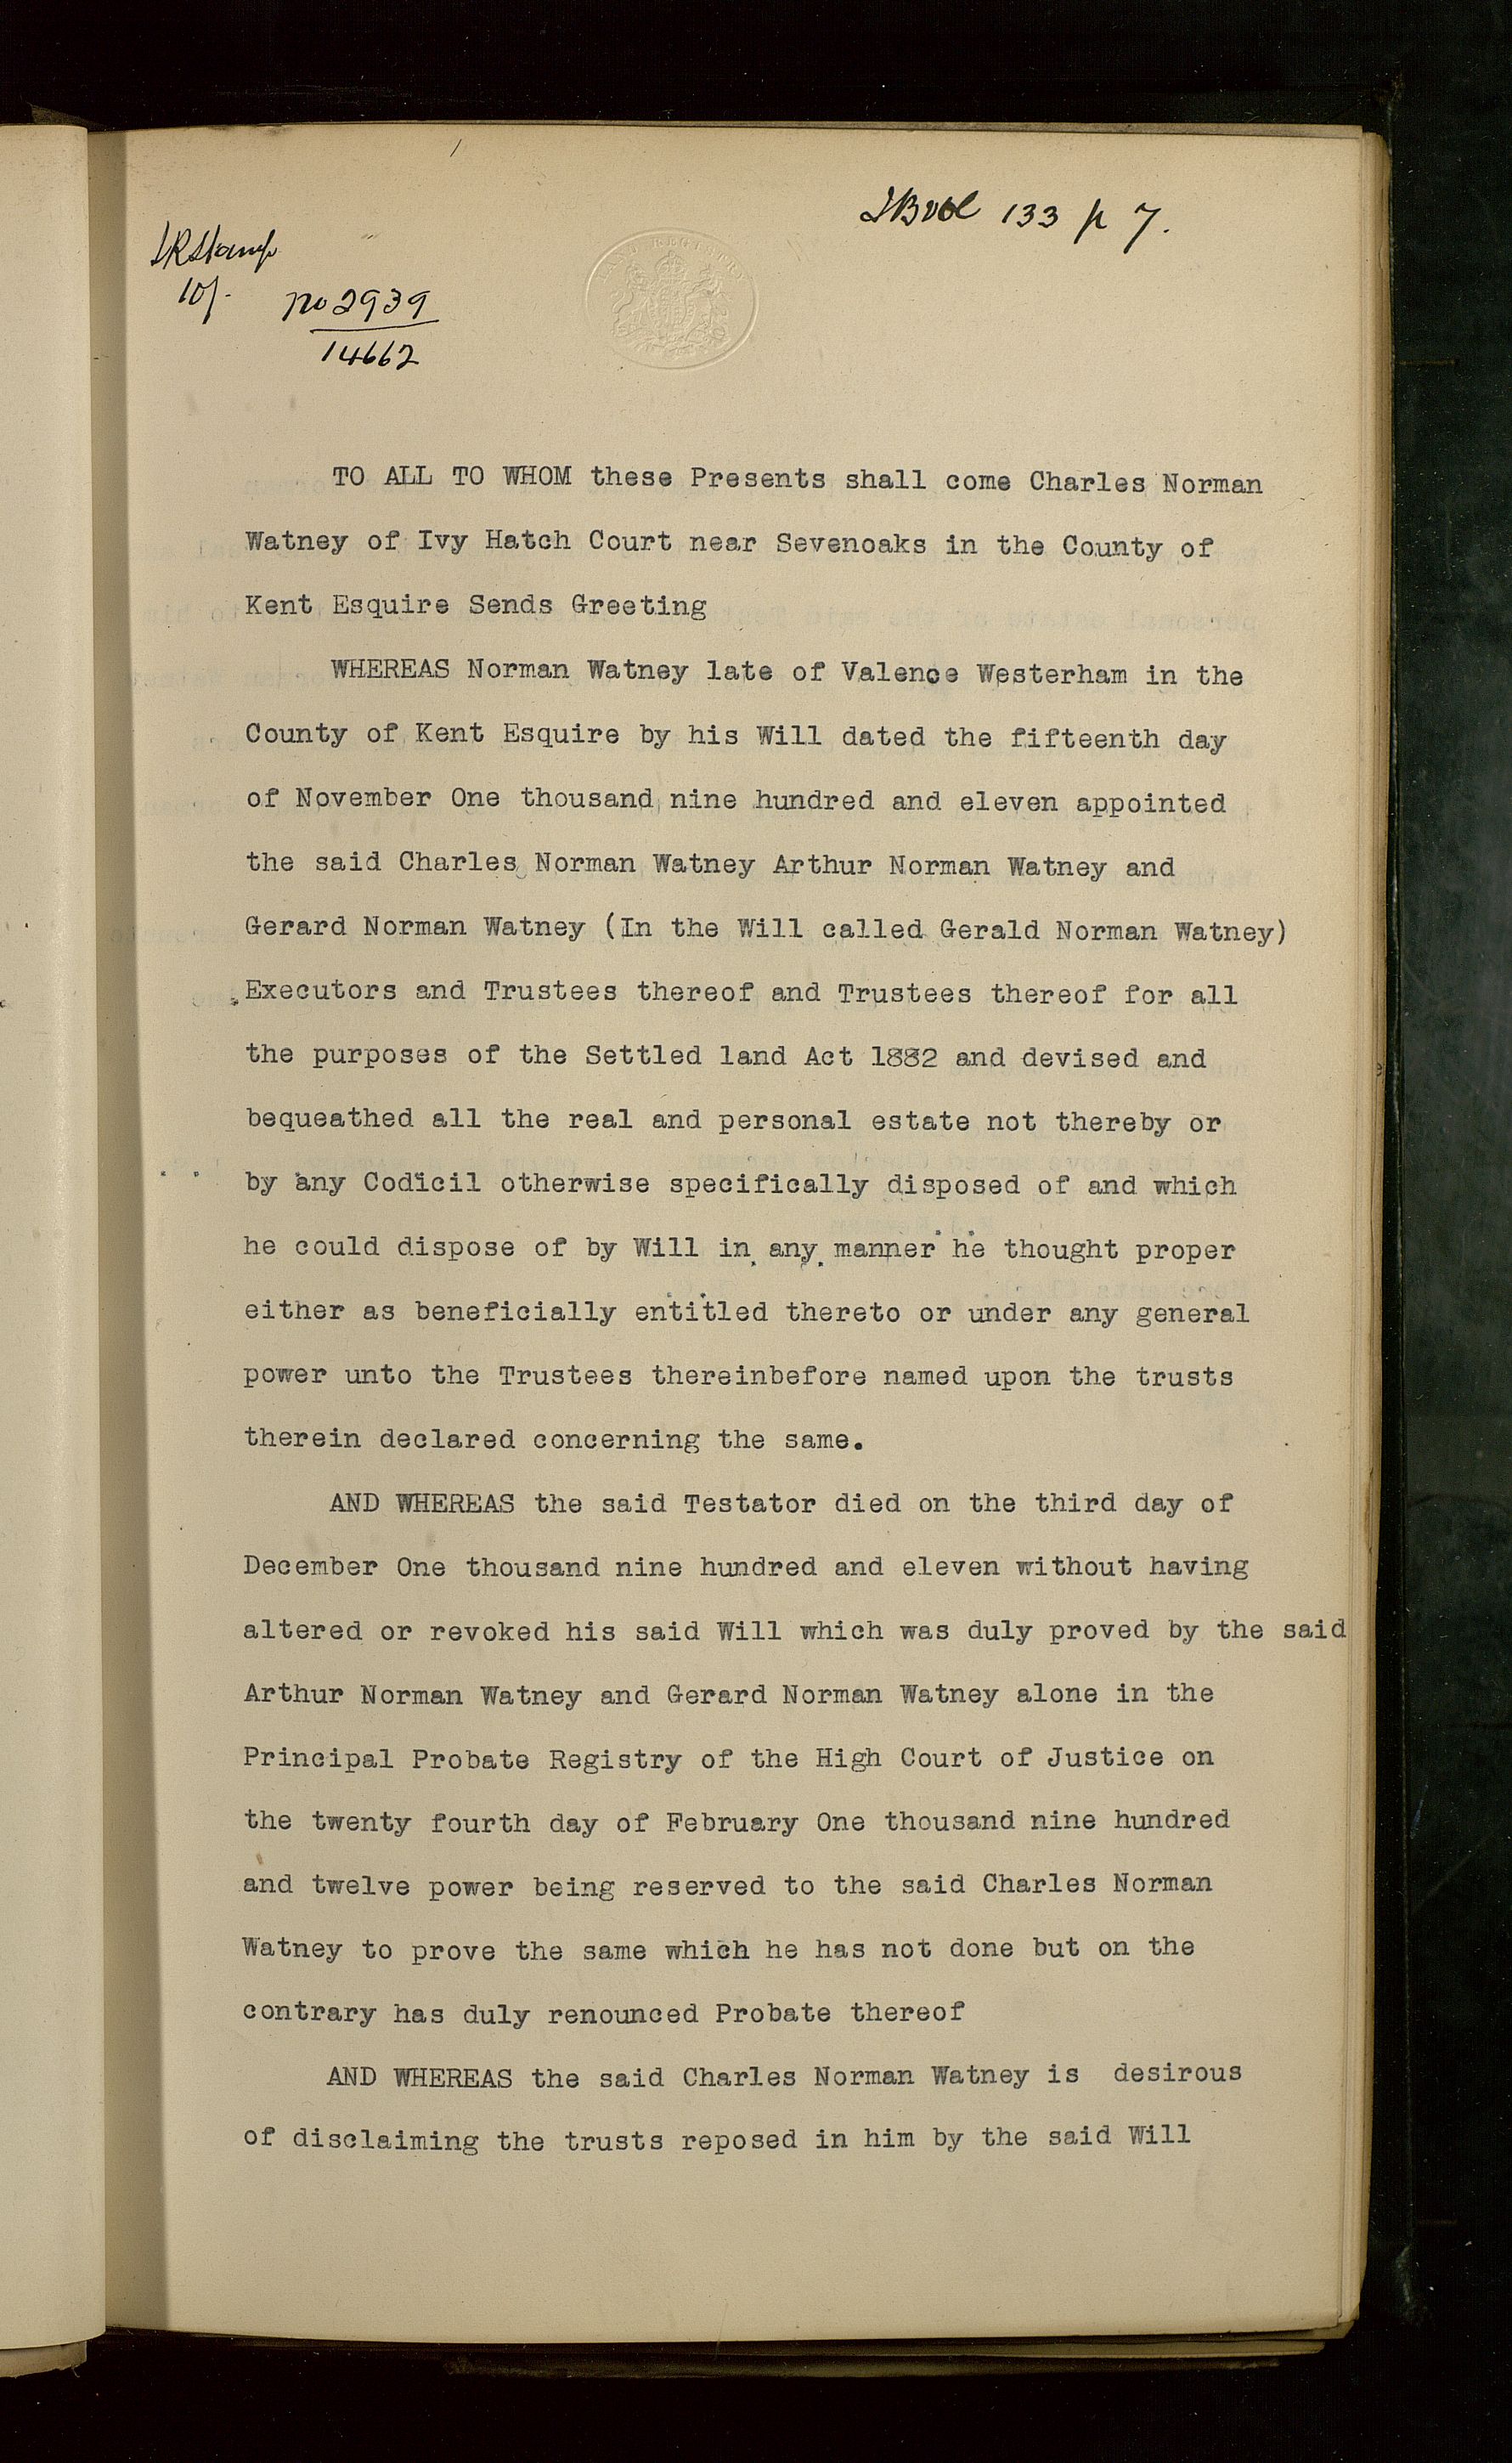 LBvol 133 p 7.
LRStamp
10/-
no 2939
14662
TO ALL TO WHOM these Presents shall come Charles Norman
Watney of Ivy Hatch Court near Sevenoaks in the County of
Kent Esquire Sends Greeting
WHEREAS Norman Watney late of Valence Westerham in the
County of Kent Esquire by his Will dated the fifteenth day
of November One thousand nine hundred and eleven appointed
the said Charles Norman Watney Arthur Norman Watney and
Gerard Norman Watney (In the Will called Gerald Norman Watney)
Executors and Trustees thereof and Trustees thereof for all
the purposes of the Settled land Act 1882 and devised and
bequeathed all the real and personal estate not thereby or
by any Codicil otherwise specifically disposed of and which
he could dispose of by Will in any manner he thought proper
either as beneficially entitled thereto or under any general
power unto the Trustees thereinbefore named upon the trusts
therein declared concerning the same.
AND WHEREAS the said Testator died on the third day of
December One thousand nine hundred and eleven without having
altered or revoked his said Will which was duly proved by the said
Arthur Norman Watney and Gerard Norman Watney alone in the
Principal Probate Registry of the High Court of Justice on
the twenty fourth day of February One thousand nine hundred
and twelve power being reserved to the said Charles Norman
Watney to prove the same which he has not done but on the
contrary has duly renounced Probate thereof
AND WHEREAS the said Charles Norman Watney is desirous
of disclaiming the trusts reposed in him by the said Will